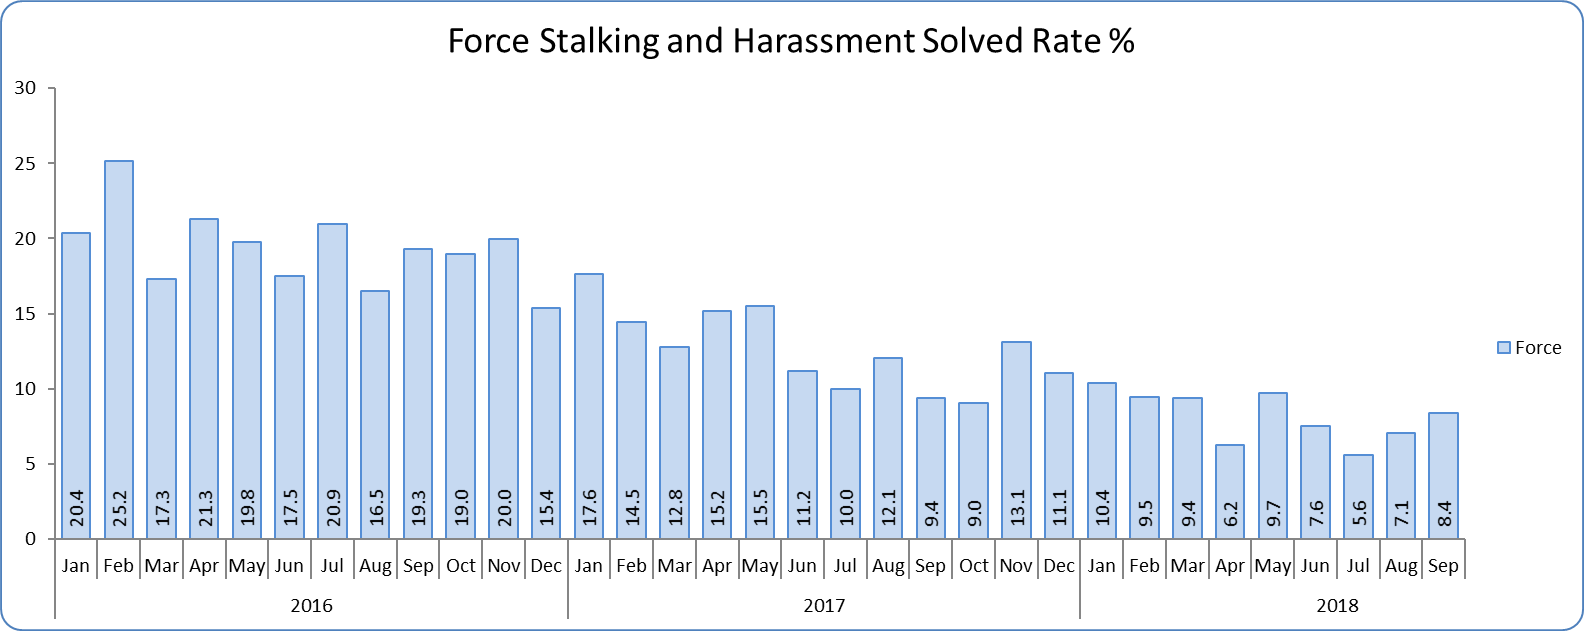 Force Stalking and Harassment Solved Rate %
30
25
20
15
10
5
0
20.4 25.2 17.3 21.3 19.8 17.5 20.9 16.5 19.3 19.0 20.0 15.4 17.6 14.5 12.8 15.2 15.5 11.2 10.0 12.1 9.4 9.0 13.1 11.1 10.4 9.5 9.4 6.2 9.7 7.6 5.6 7.1 8.4
Jan Feb Mar Apr May Jun Jul Aug Sep Oct Nov Dec Jan Feb Mar Apr May Jun Jul Aug Sep Oct Nov Dec Jan Feb Mar Apr May Jun Jul Aug Sep
2016 2017 2018
Force